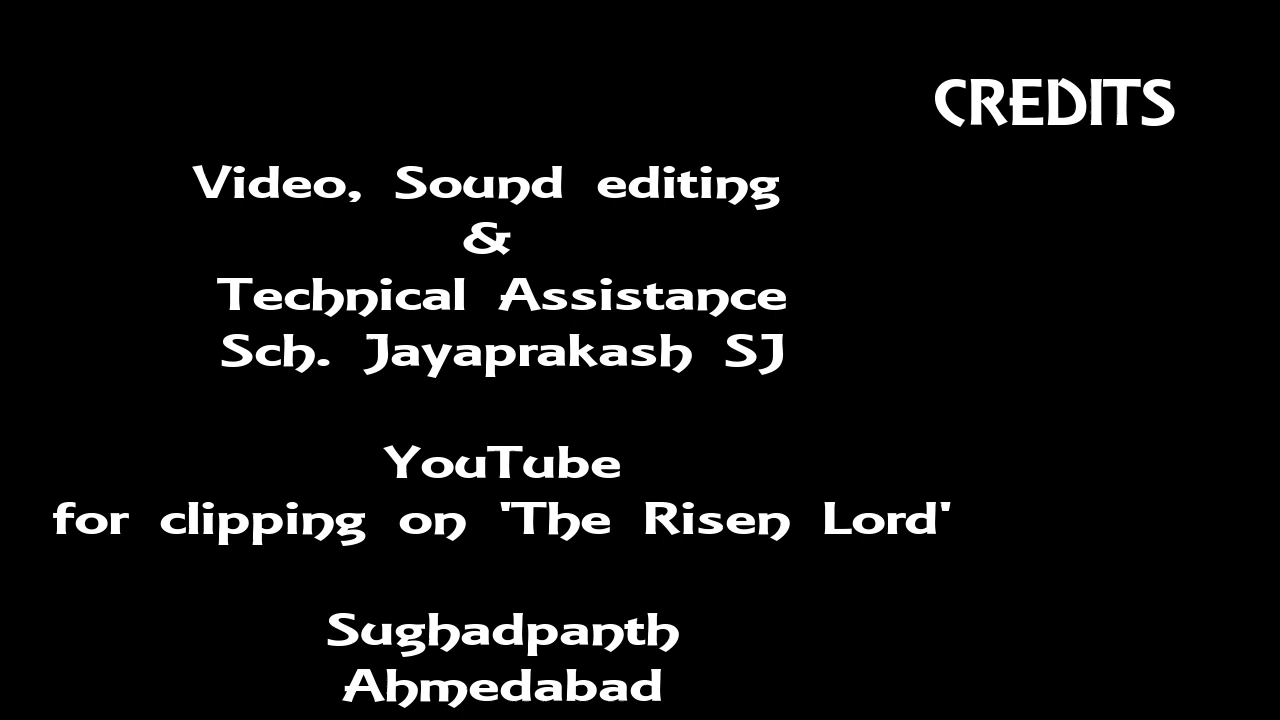 CREDITS
Video, Sound editing
&
Technical Assistance
Sch. Jayaprakash SJ
YouTube
for clipping on 'The Risen Lord'
Sughadpanth
Ahmedabad